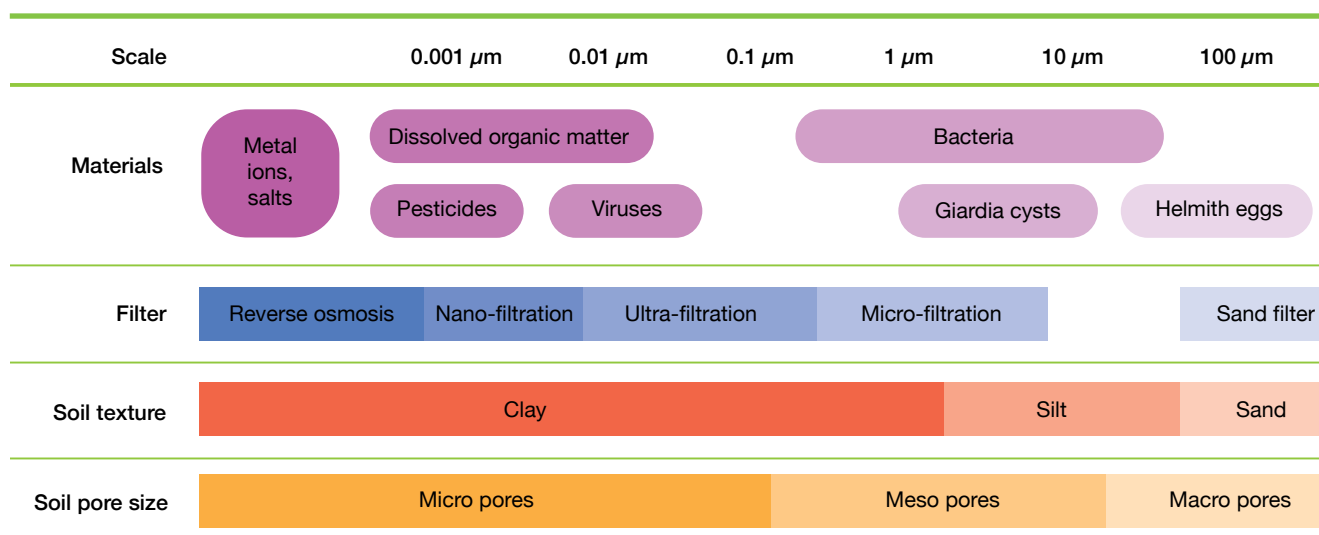 Scale 0.001 µm 0.01 µm 0.1 µm 1 µm 10 µm 100 µm
Materials
Metal
ions,
salts
Dissolved organic matter
Bacteria
Pesticides
Viruses
Giardia cysts
Helmith eggs
Filter
Reverse osmosis
Nano-filtration
Ultra-filtration
Micro-filtration
Sand filter
Soil texture
Clay
Silt
Sand
Soil pore size
Micro pores
Meso pores
Macro pores